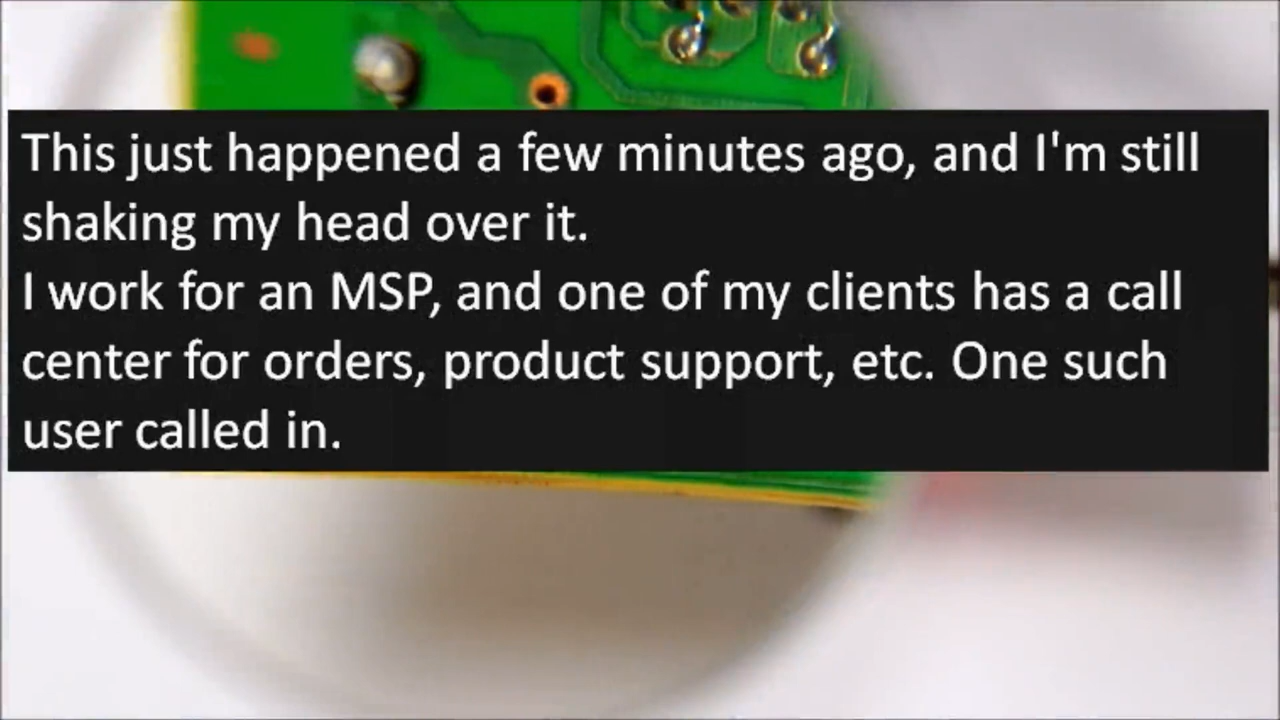 This just happened a few minutes ago, and I'm still
shaking my head over it.
I work for an MSP, and one of my clients has a call
center for orders, product support, etc. One such
user called in.